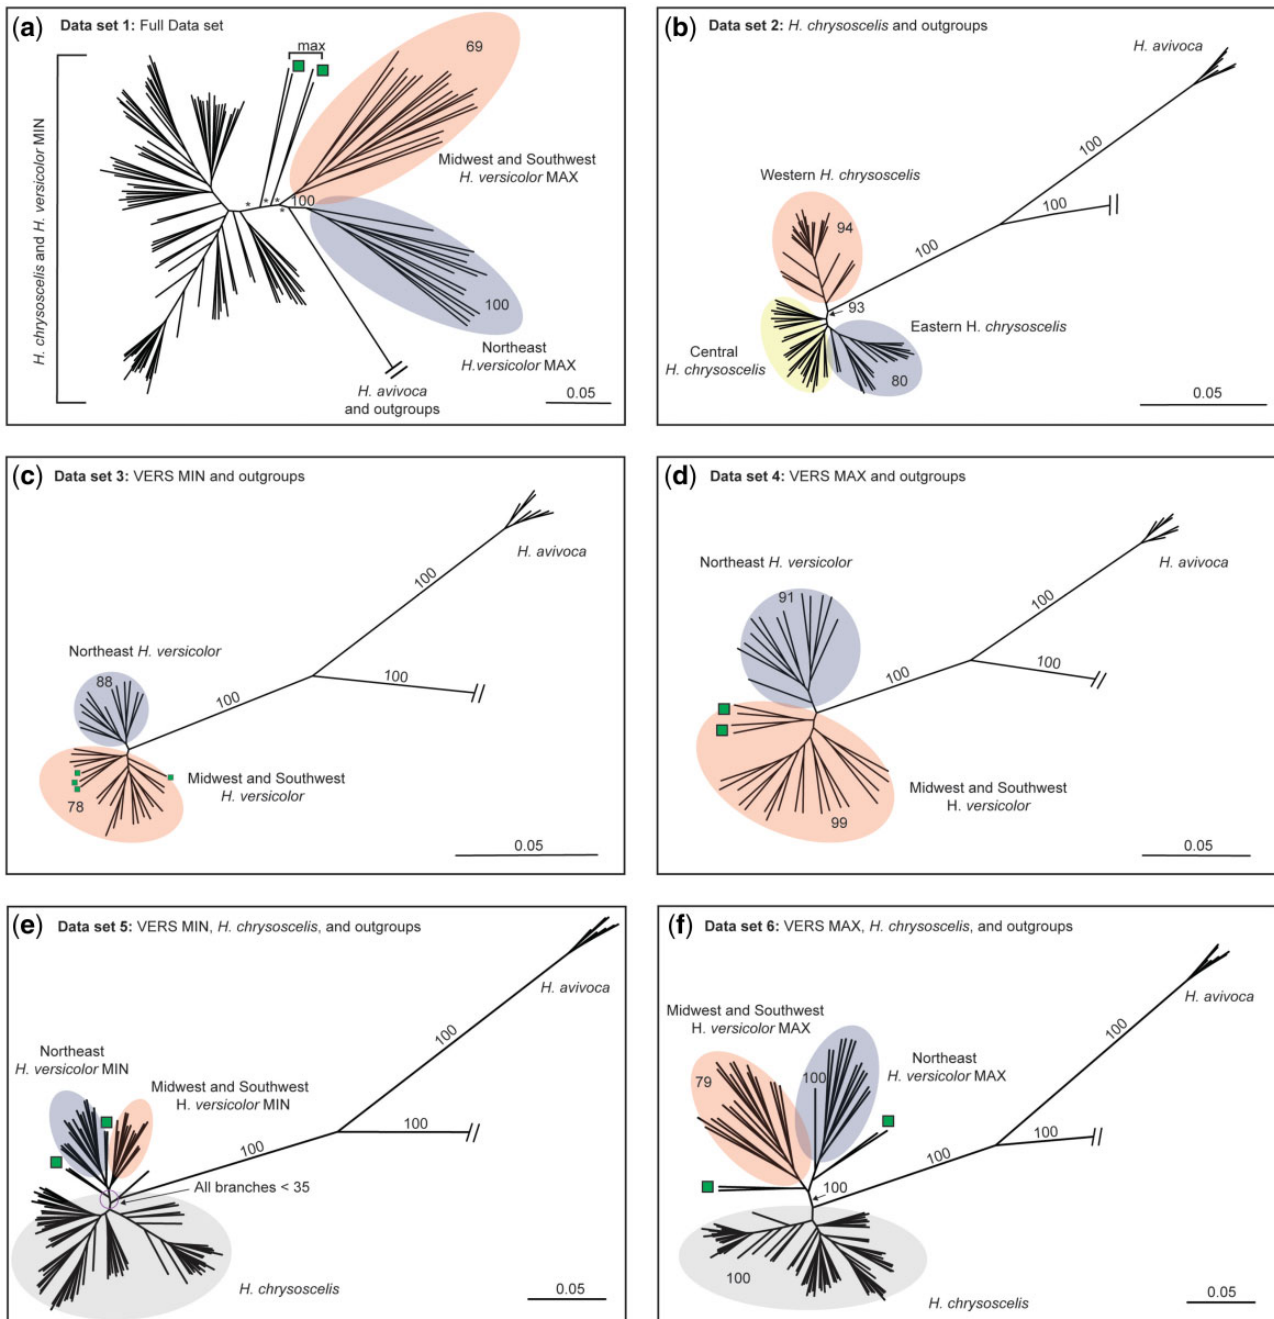 (a) Data set 1: Full Data set
max
69
H. chrysoscelis and H. versicolor MIN
Midwest and Southwest
H. versicolor MAX
* * * *
100
100
Northeast
H.versicolor MAX
H. avivoca
and outgroups
0.05
(b) Data set 2: H. chrysoscelis and outgroups
H. avivoca
100
Western H. chrysoscelis
100
94
100
93
Eastern H. chrysoscelis
Central
H. chrysoscelis
80
0.05
(c) Data set 3: VERS MIN and outgroups
H. avivoca
100
Northeast H. versicolor
88
100
100
Midwest and Southwest
H. versicolor
78
0.05
(d) Data set 4: VERS MAX and outgroups
Northeast H. versicolor
H. avivoca
91
100
100
100
Midwest and Southwest
H. versicolor
99
0.05
(e) Data set 5: VERS MIN, H. chrysoscelis, and outgroups
H. avivoca
100
Northeast
H. versicolor MIN
Midwest and Southwest
H. versicolor MIN
100
100
All branches < 35
H. chrysoscelis
0.05
(f) Data set 6: VERS MAX, H. chrysoscelis, and outgroups
H. avivoca
Midwest and Southwest
H. versicolor MAX
100
Northeast
H. versicolor MAX
79
100
100
100
100
100
H. chrysoscelis
0.05